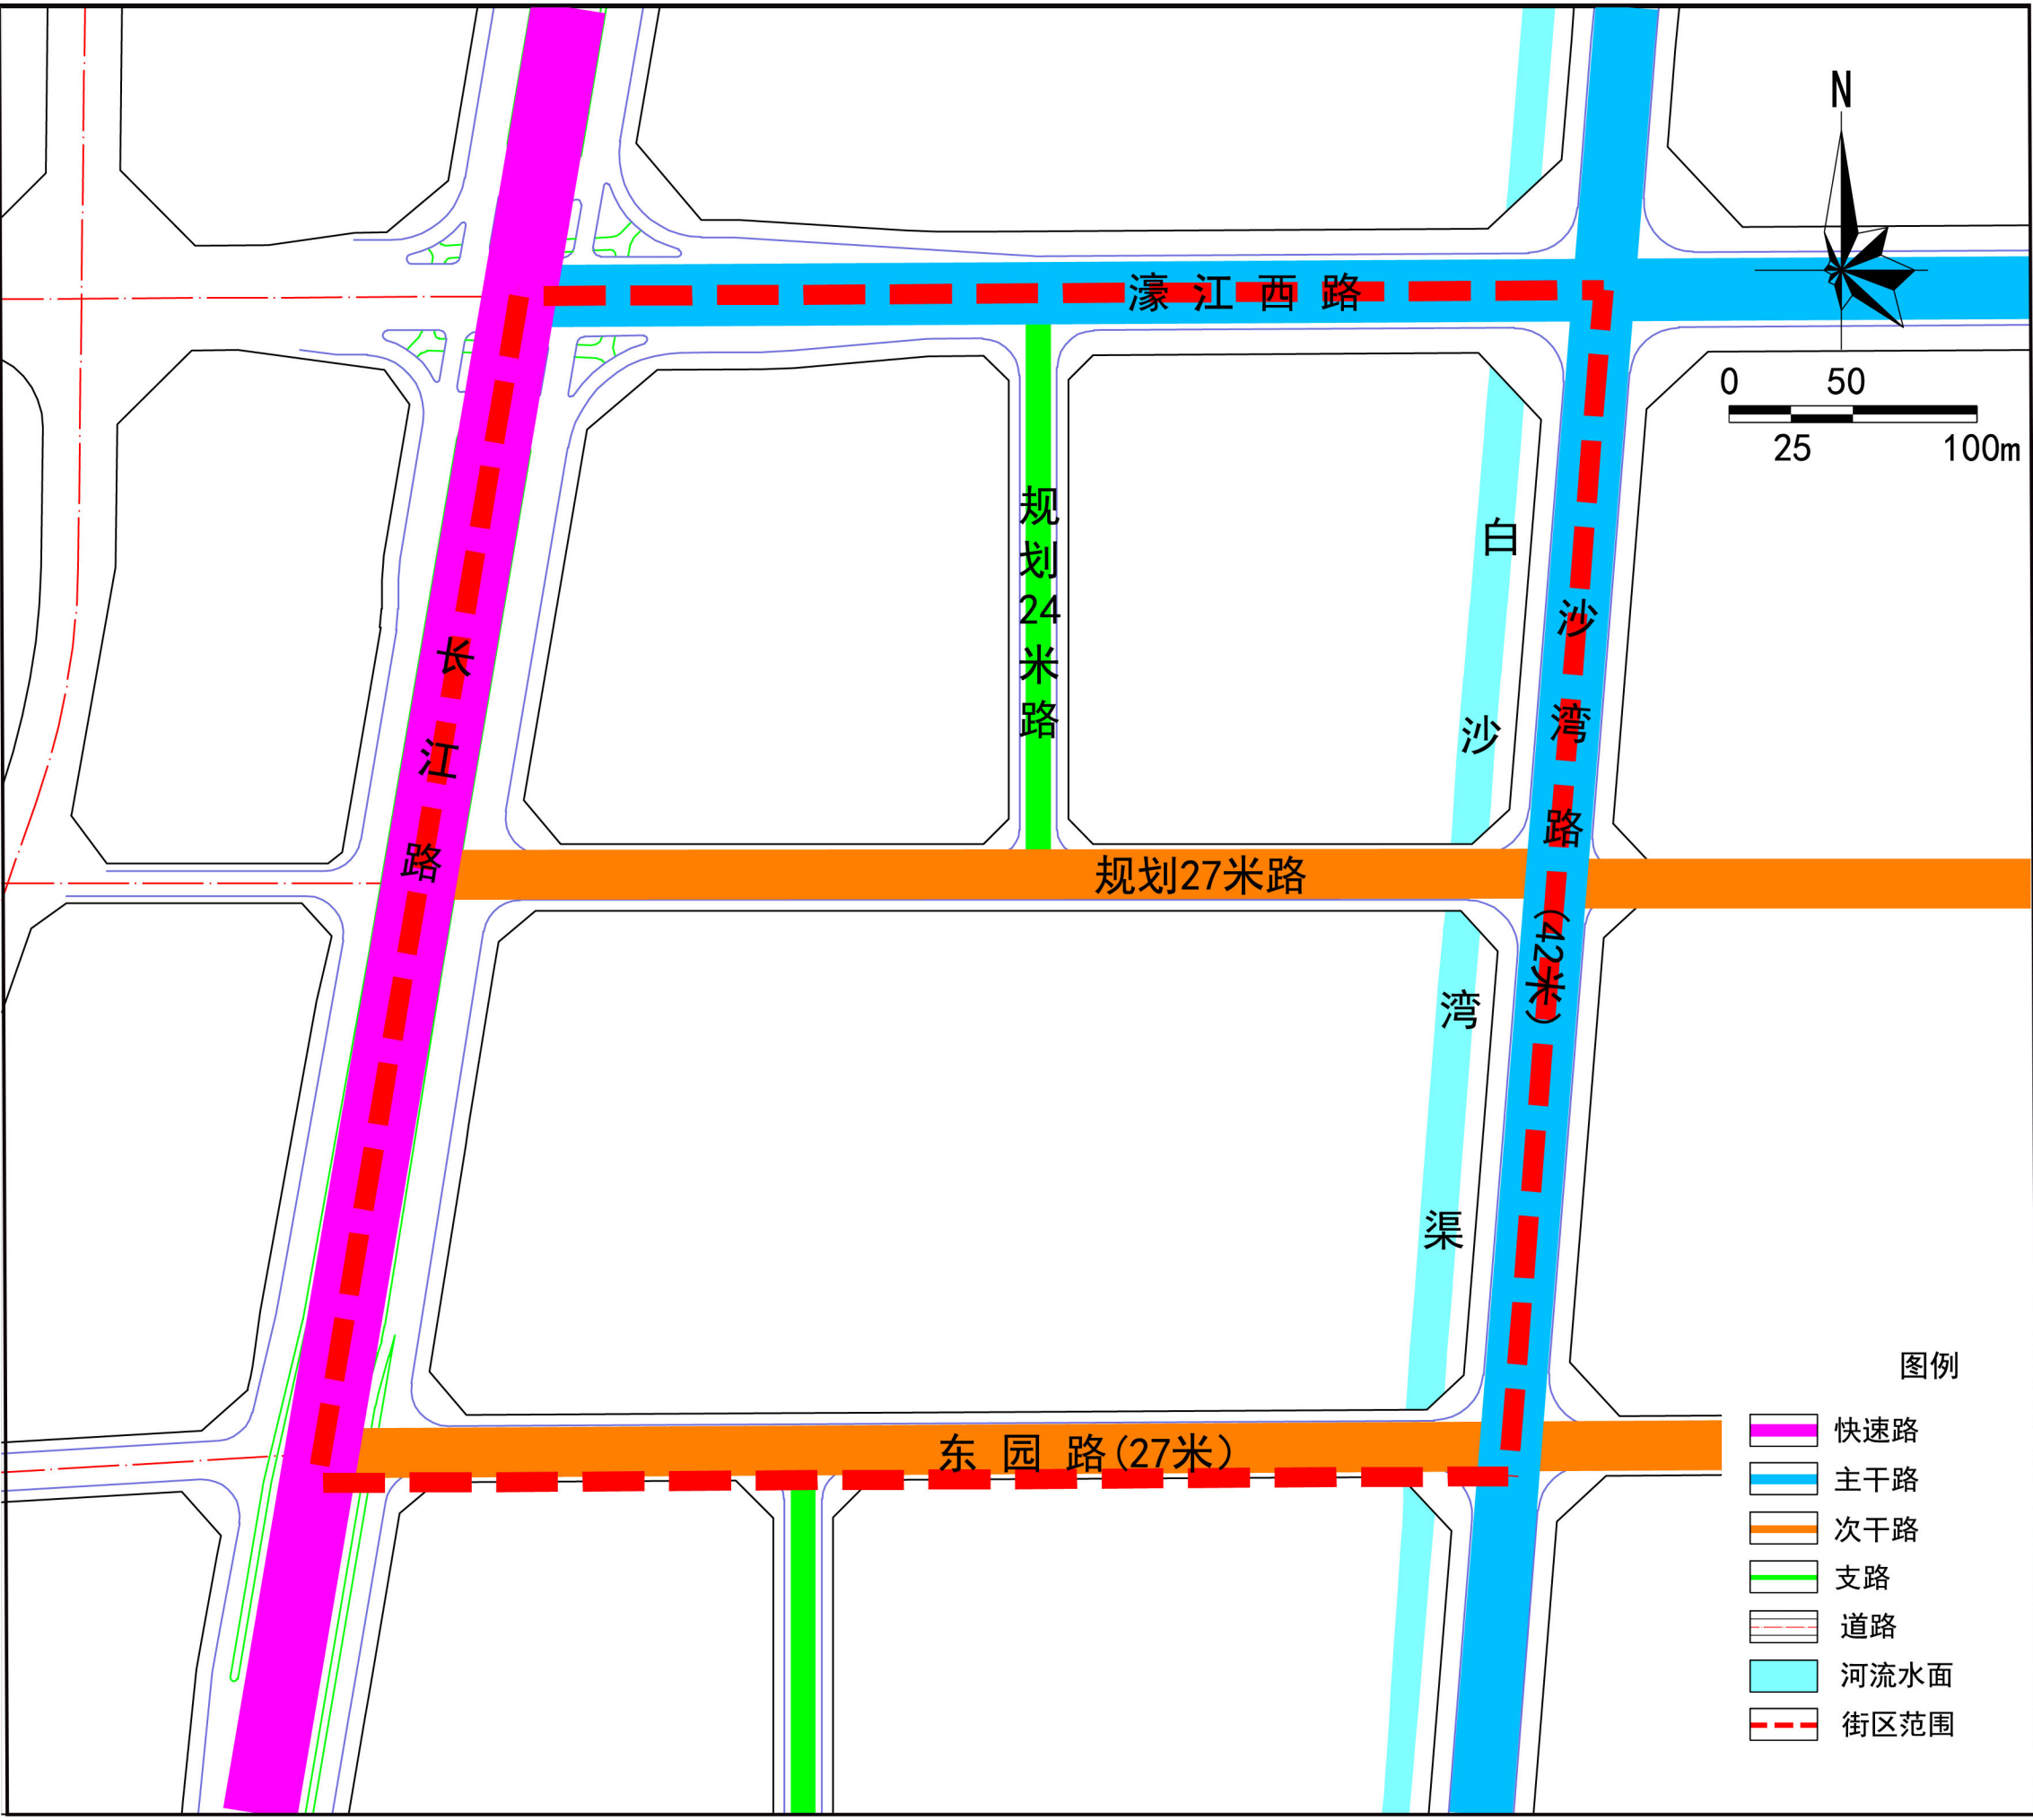 N
0 50
25 100m
濠江西路
规划24米路
白沙湾渠
沙湾路(42米)
长江路
规划27米路
东园路(27米)
图例
快速路
主干路
次干路
支路
道路
河流水面
街区范围